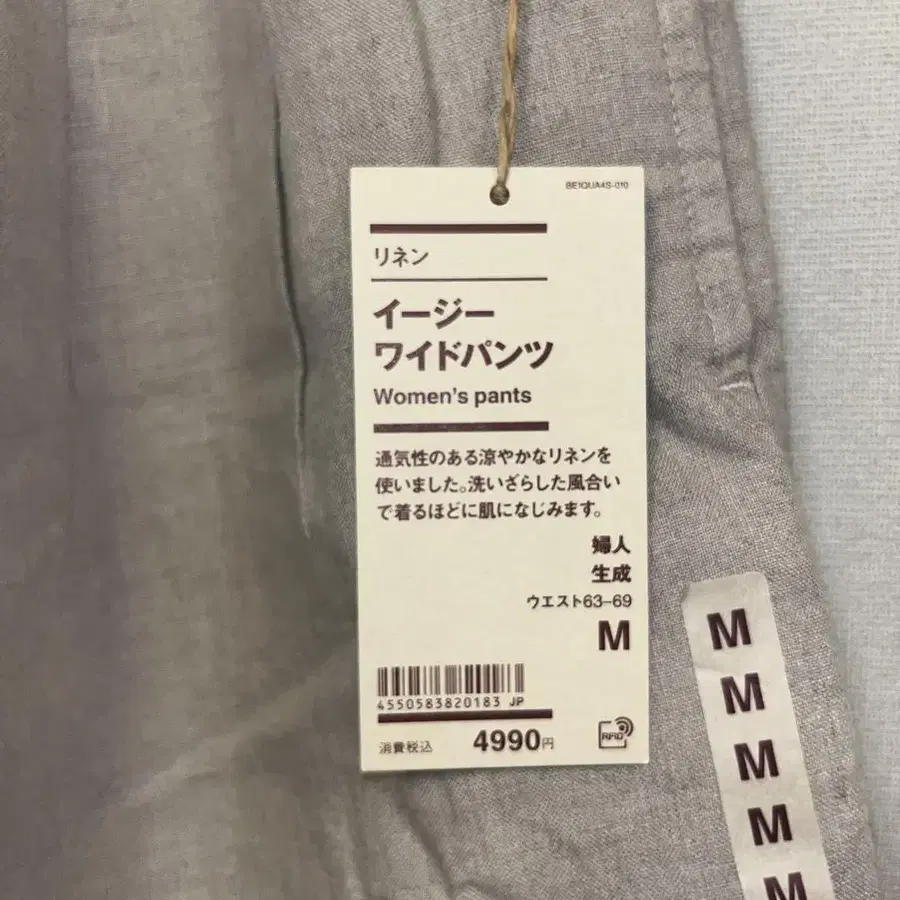 BE1QUA4S-010
リネン
イージー
ワイドパンツ
Women's pants
通気性のある涼やかなリネンを
使いました。洗いざらした風合い
で着るほどに肌になじみます。
婦人
生成
ウエスト63-69
M
4550583820183 JP
消費税込 4990円
RFID
M
M
M
M
M